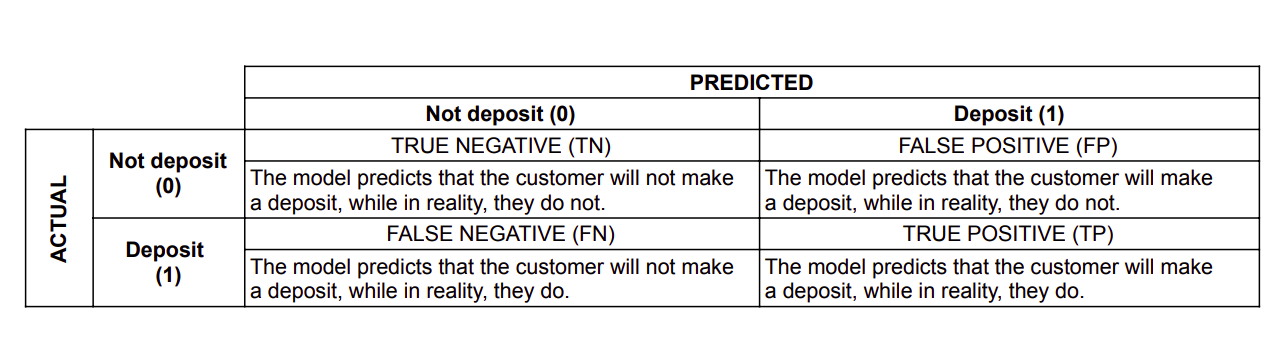 PREDICTED
Not deposit (0)
Deposit (1)
ACTUAL
Not deposit
(0)
TRUE NEGATIVE (TN)
The model predicts that the customer will not make
a deposit, while in reality, they do not.
FALSE POSITIVE (FP)
The model predicts that the customer will make
a deposit, while in reality, they do not.
Deposit
(1)
FALSE NEGATIVE (FN)
The model predicts that the customer will not make
a deposit, while in reality, they do.
TRUE POSITIVE (TP)
The model predicts that the customer will make
a deposit, while in reality, they do.